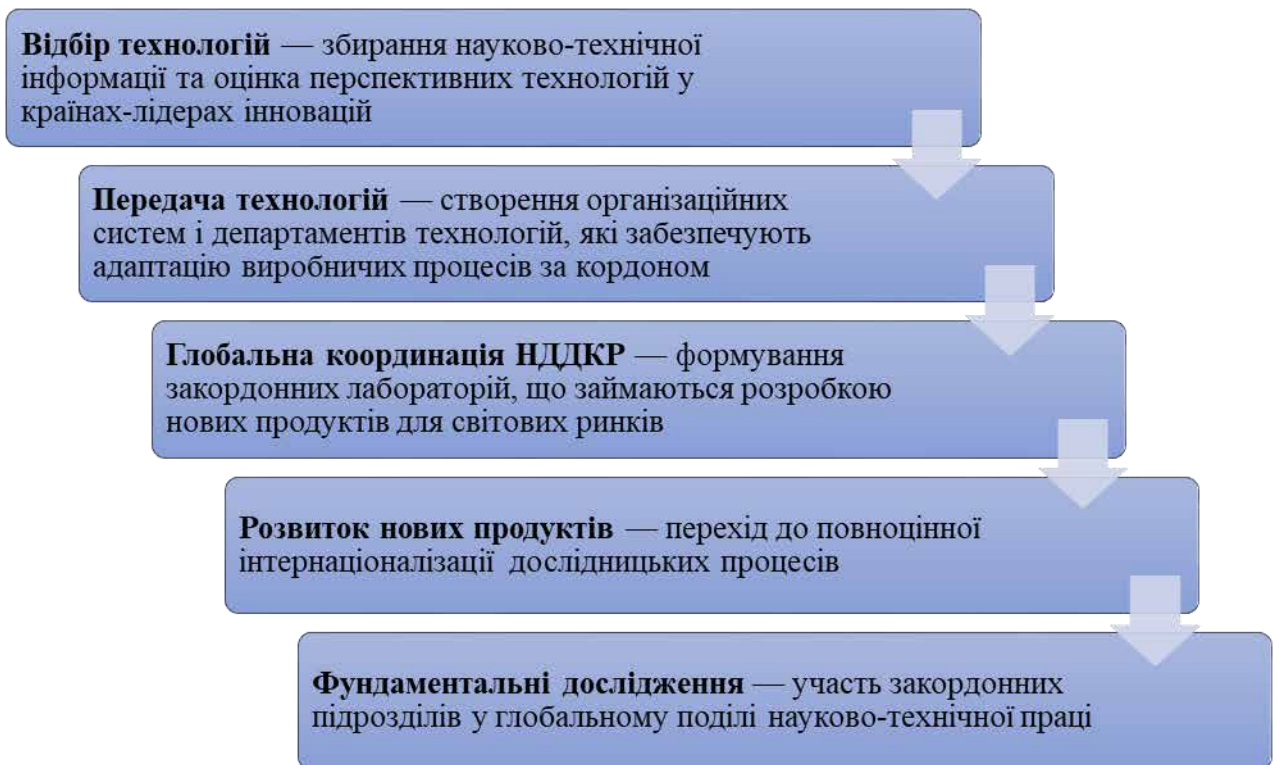 Відбір технологій — збирання науково-технічної
інформації та оцінка перспективних технологій у
країнах-лідерах інновацій
Передача технологій — створення організаційних
систем і департаментів технологій, які забезпечують
адаптацію виробничих процесів за кордоном
Глобальна координація НДДКР — формування
закордонних лабораторій, що займаються розробкою
нових продуктів для світових ринків
Розвиток нових продуктів — перехід до повноцінної
інтернаціоналізації дослідницьких процесів
Фундаментальні дослідження — участь закордонних
підрозділів у глобальному поділі науково-технічної праці